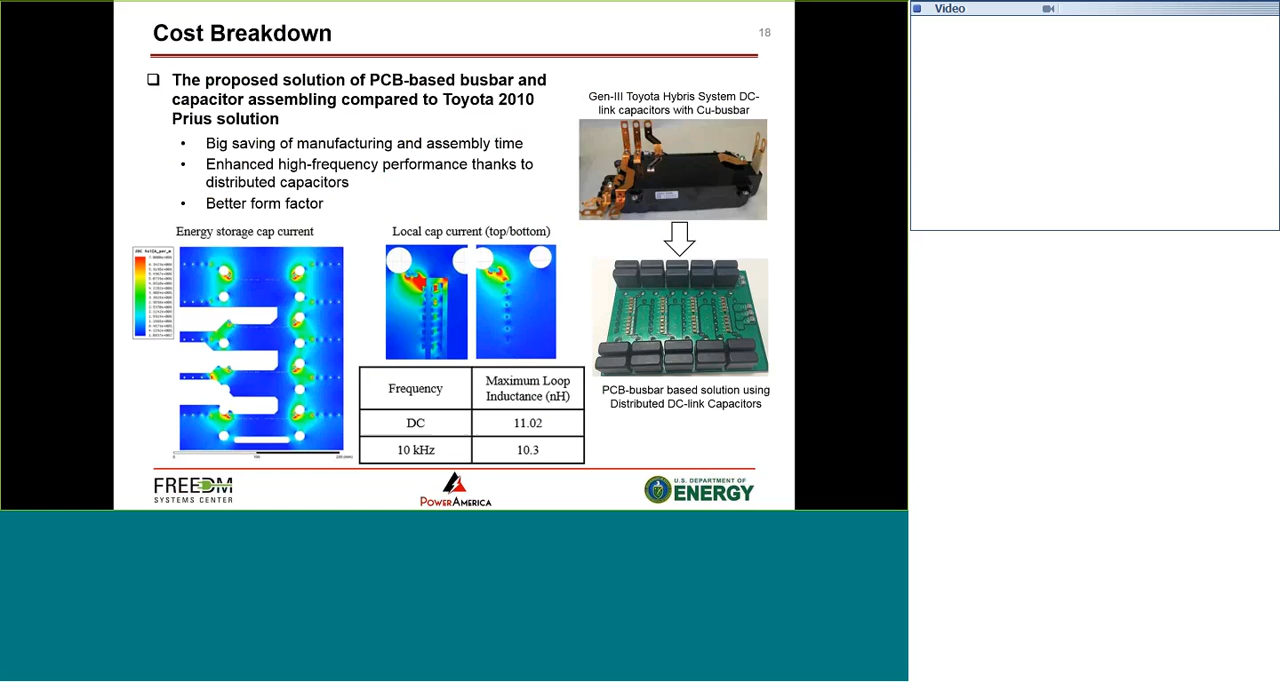 Video
Cost Breakdown
18
❑ The proposed solution of PCB-based busbar and
capacitor assembling compared to Toyota 2010
Prius solution
• Big saving of manufacturing and assembly time
• Enhanced high-frequency performance thanks to
distributed capacitors
• Better form factor
Gen-III Toyota Hybris System DC-
link capacitors with Cu-busbar
Energy storage cap current
Local cap current (top/bottom)
Frequency
Maximum Loop
Inductance (nH)
DC
11.02
10 kHz
10.3
PCB-busbar based solution using
Distributed DC-link Capacitors
FREEDM
SYSTEMS CENTER
POWERAMERICA
U.S. DEPARTMENT OF
ENERGY